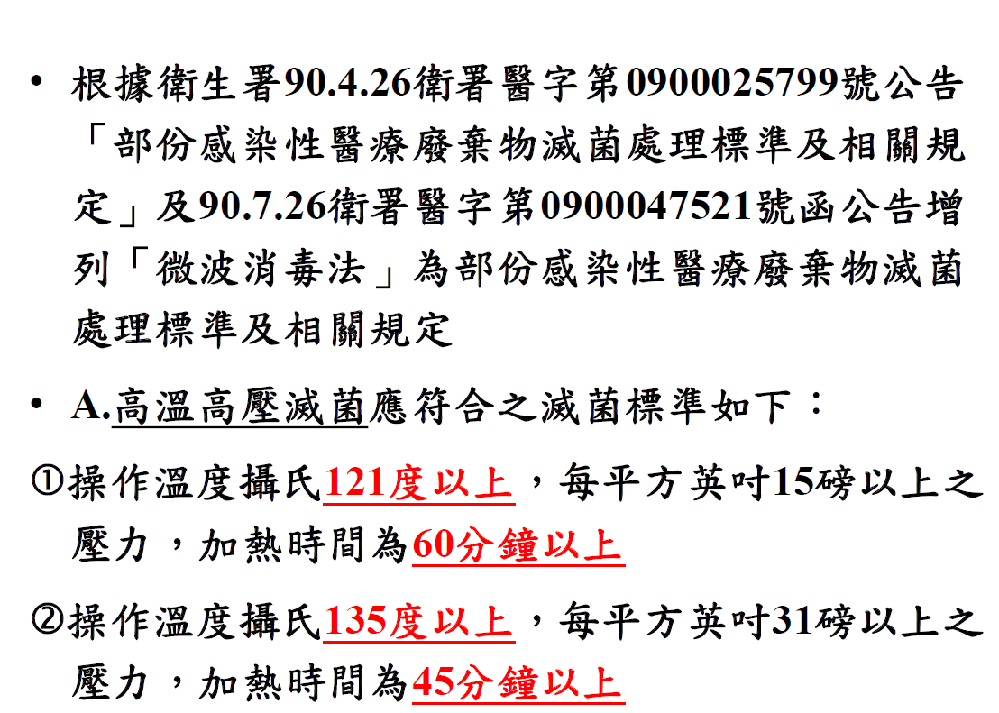 • 根據衛生署90.4.26衛署醫字第0900025799號公告
「部份感染性醫療廢棄物滅菌處理標準及相關規
定」及90.7.26衛署醫字第0900047521號函公告增
列「微波消毒法」為部份感染性醫療廢棄物滅菌
處理標準及相關規定
• A.高溫高壓滅菌應符合之滅菌標準如下：
①操作溫度攝氏121度以上，每平方英吋15磅以上之
壓力，加熱時間為60分鐘以上
②操作溫度攝氏135度以上，每平方英吋31磅以上之
壓力，加熱時間為45分鐘以上